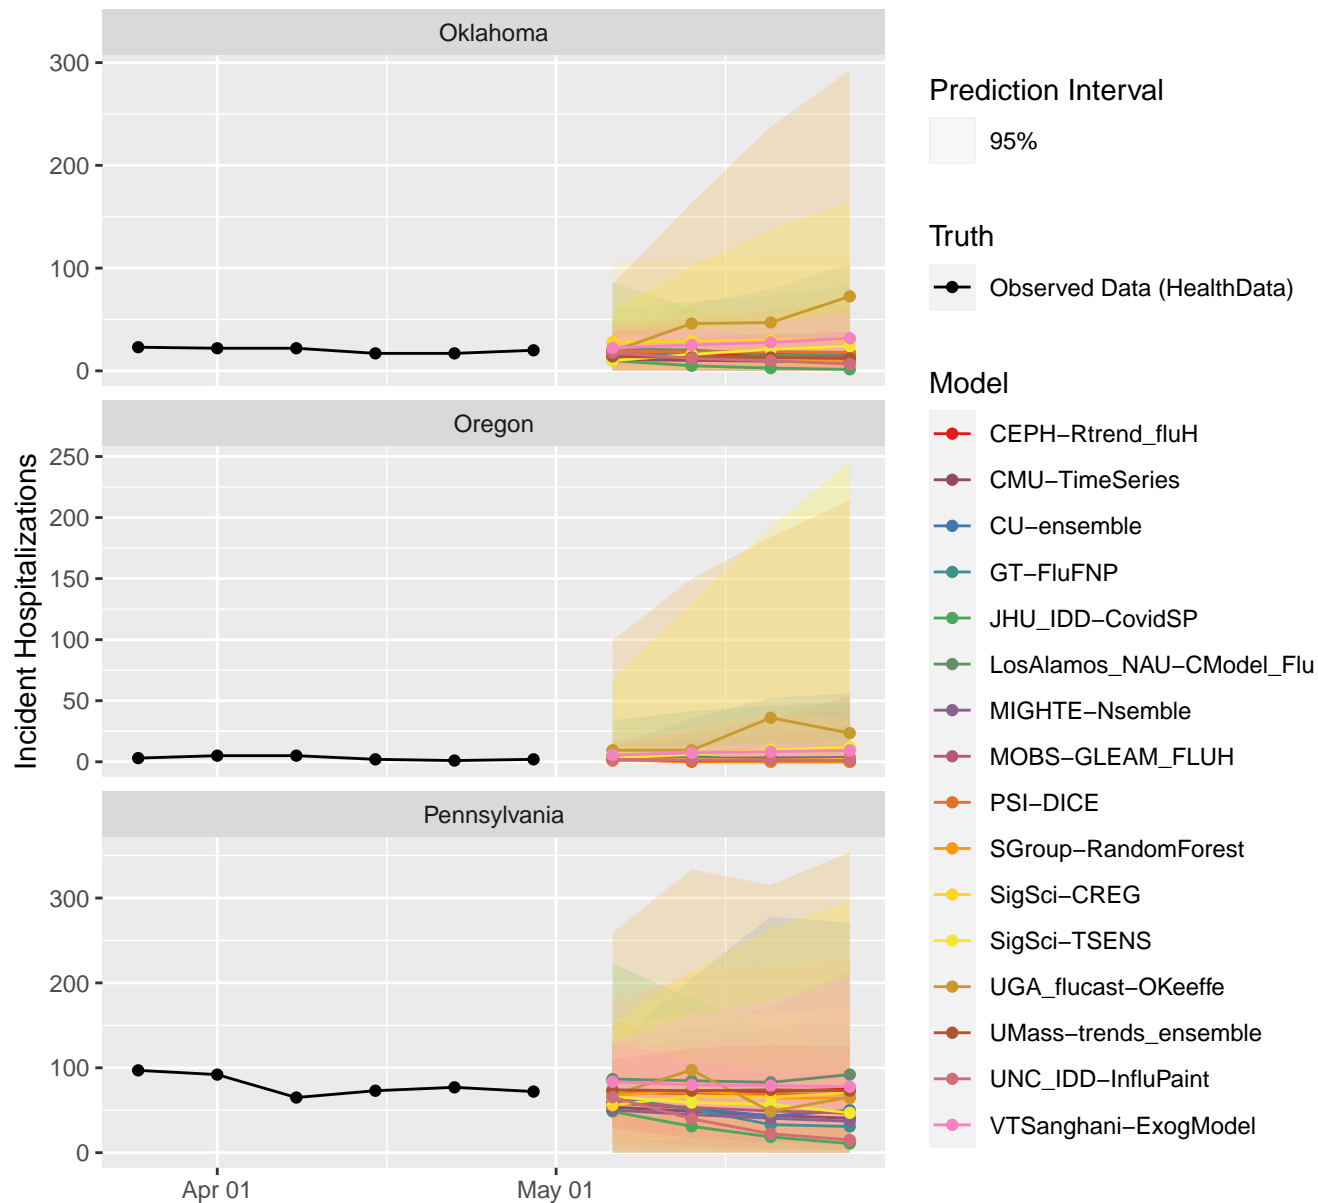 Oklahoma
300
200
100
0
Oregon
250
200
150
100
50
0
Pennsylvania
300
200
100
0
Apr 01
May 01
Incident Hospitalizations
Prediction Interval
95%
Truth
Observed Data (HealthData)
Model
CEPH−Rtrend_fluH
CMU−TimeSeries
CU−ensemble
GT−FluFNP
JHU_IDD−CovidSP
LosAlamos_NAU−CModel_Flu
MIGHTE−Nsemble
MOBS−GLEAM_FLUH
PSI−DICE
SGroup−RandomForest
SigSci−CREG
SigSci−TSENS
UGA_flucast−OKeeffe
UMass−trends_ensemble
UNC_IDD−InfluPaint
VTSanghani−ExogModel